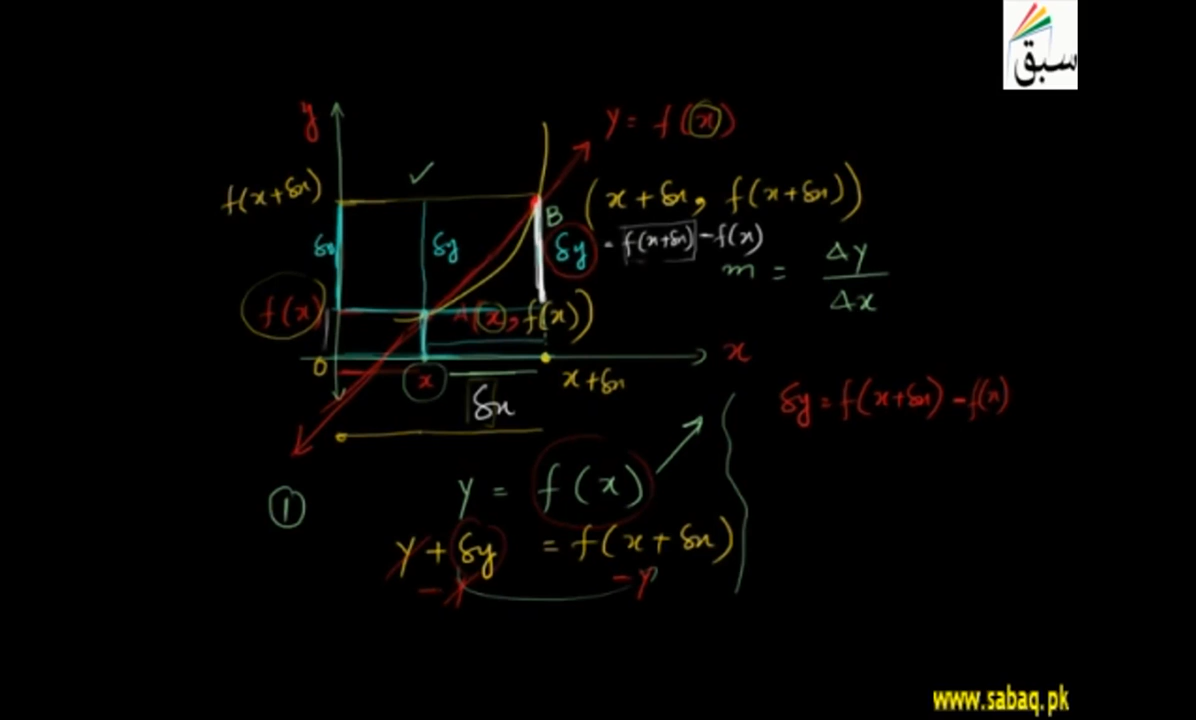 سبق
y
y = f(x)
f(x+δx)
(x+δx, f(x+δx))
B
δy
δy = f(x+δx) - f(x)
m = Δy/Δx
f(x)
A(x, f(x))
0
x
x
x+δx
δx
δy = f(x+δx) - f(x)
① y = f(x)
y + δy = f(x+δx)
-y -y
www.sabaq.pk